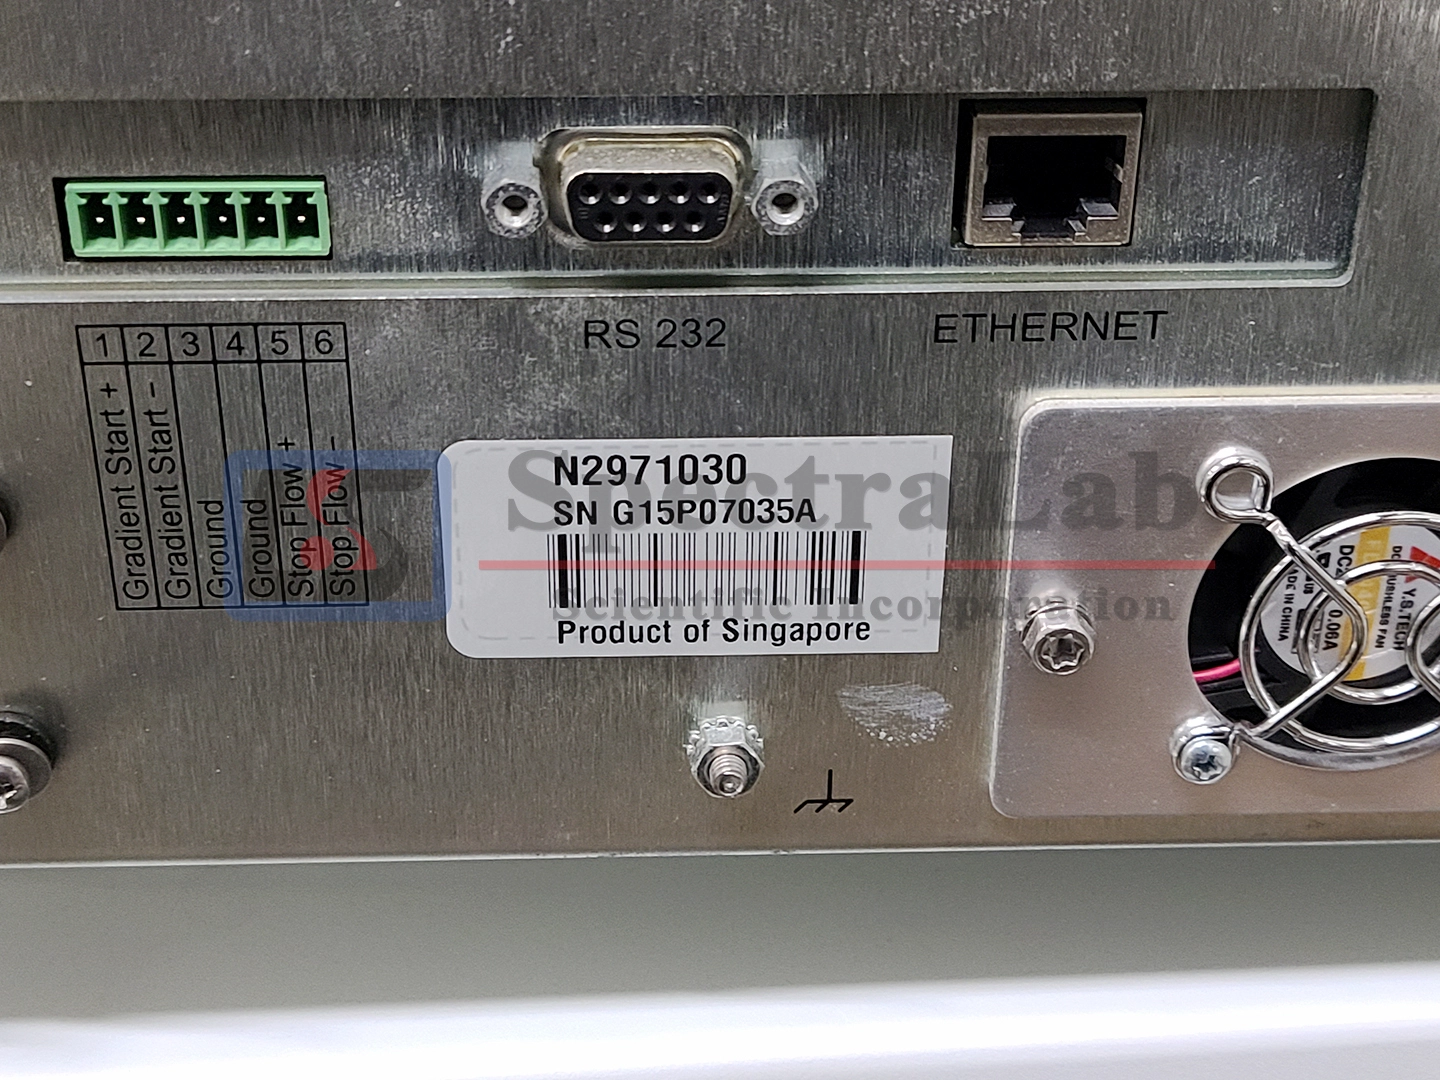 RS 232
ETHERNET
1 2 3 4 5 6
Gradient Start +
Gradient Start -
Ground
Ground
Stop Flow +
Stop Flow -
N2971030
SN G15P07035A
Product of Singapore
SpectraLab
Scientific Incorporation
Y.S.TECH
0.06A
MADE IN CHINA